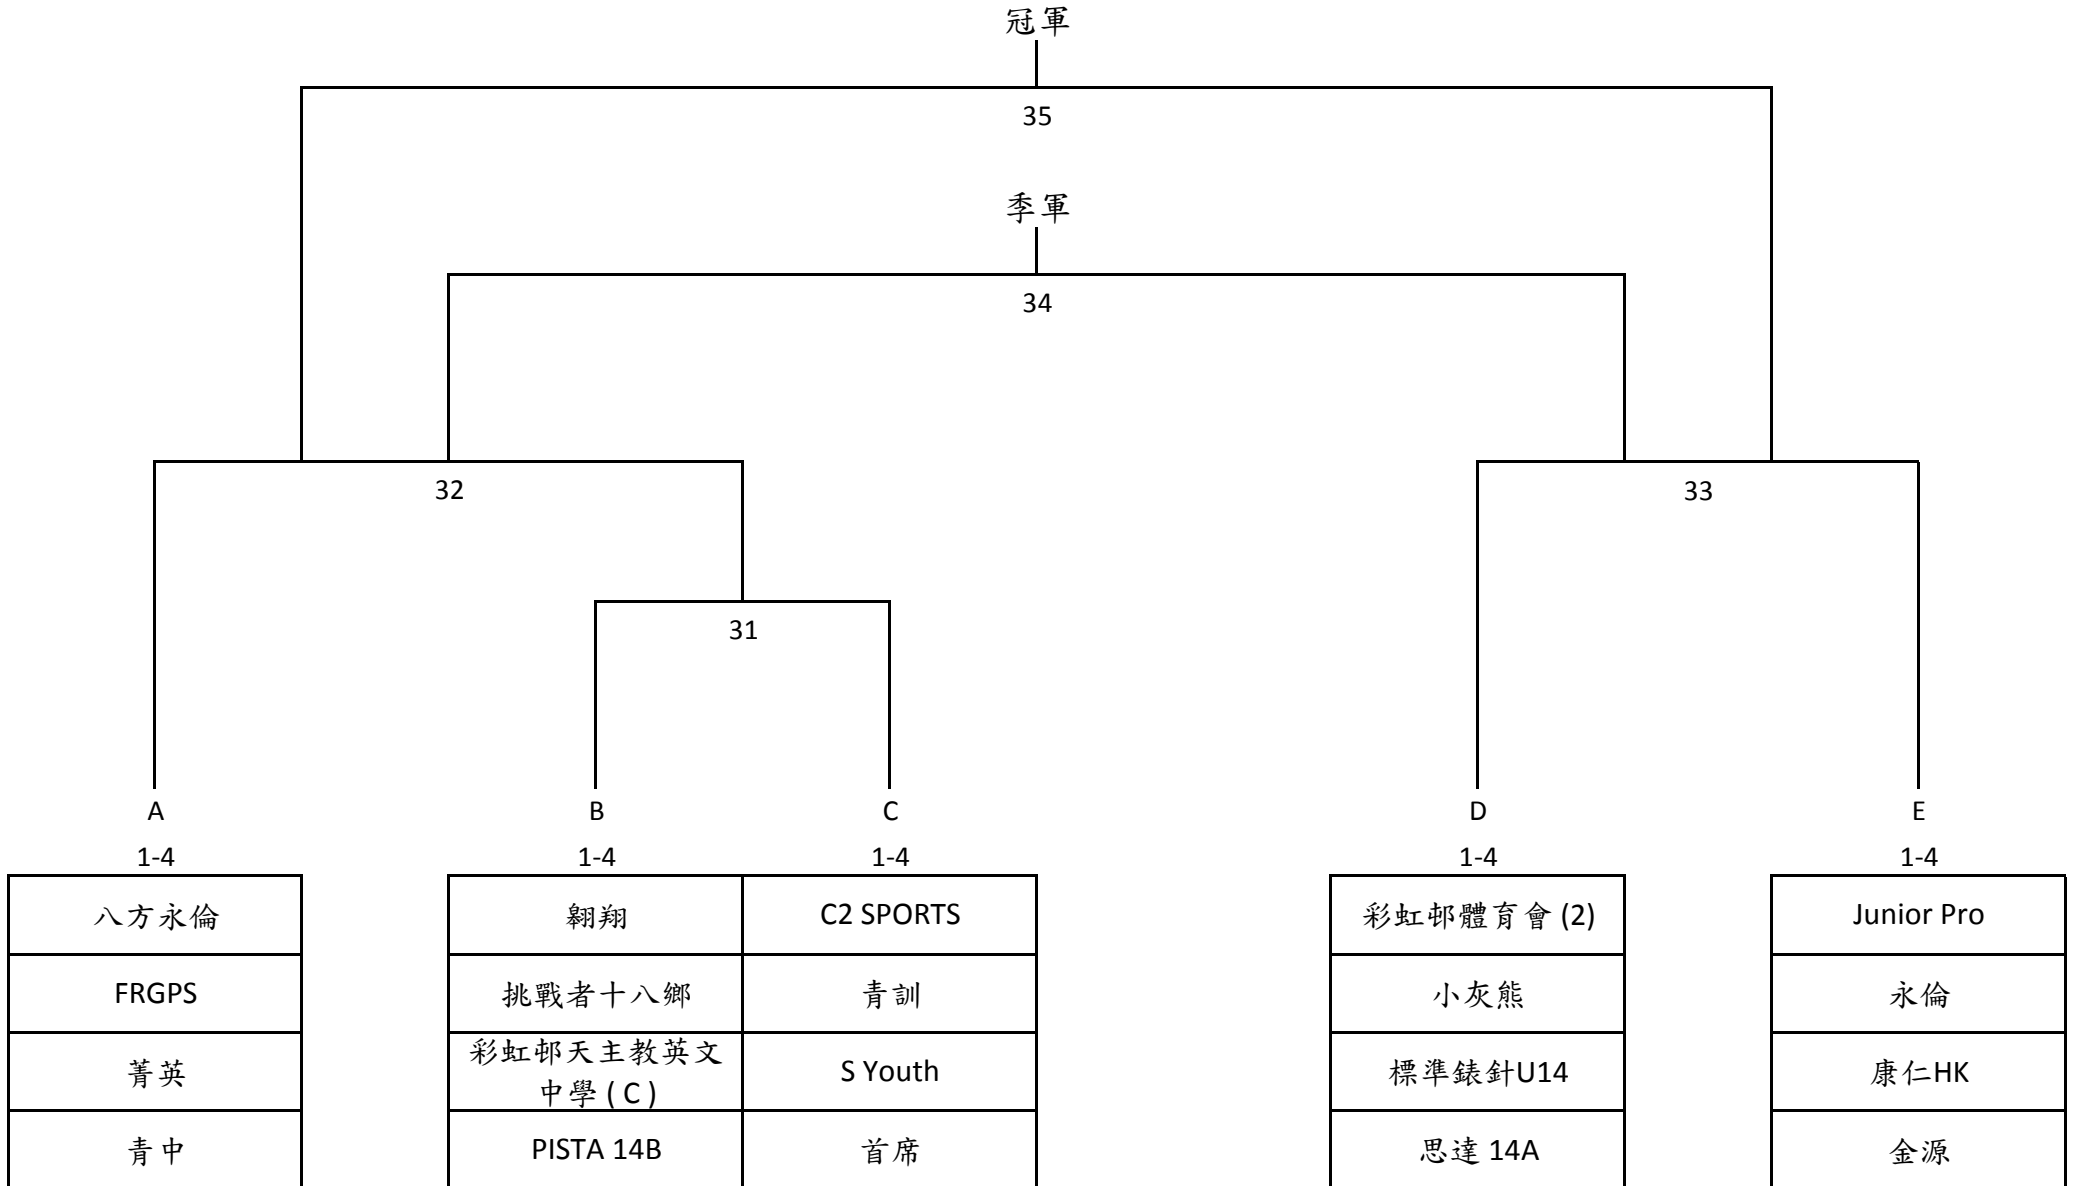 冠軍
35
季軍
34
32
33
31
A
B
C
D
E
1-4
1-4
1-4
1-4
1-4
八方永倫
翱翔
C2 SPORTS
彩虹邨體育會 (2)
Junior Pro
FRGPS
挑戰者十八鄉
青訓
小灰熊
永倫
菁英
彩虹邨天主教英文
中學 ( C )
S Youth
標準錶針U14
康仁HK
青中
PISTA 14B
首席
思達 14A
金源